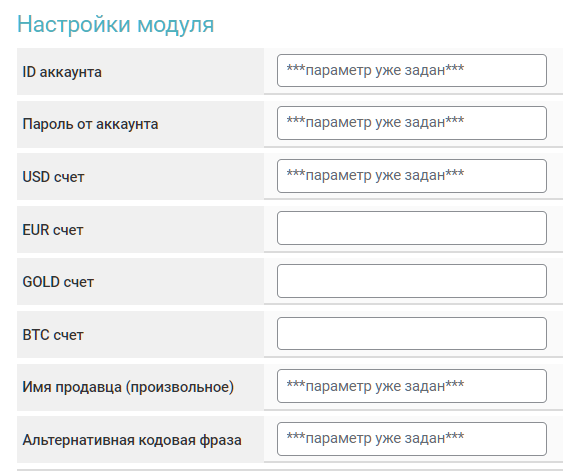 Настройки модуля
ID аккаунта
***параметр уже задан***
Пароль от аккаунта
***параметр уже задан***
USD счет
***параметр уже задан***
EUR счет
GOLD счет
BTC счет
Имя продавца (произвольное)
***параметр уже задан***
Альтернативная кодовая фраза
***параметр уже задан***